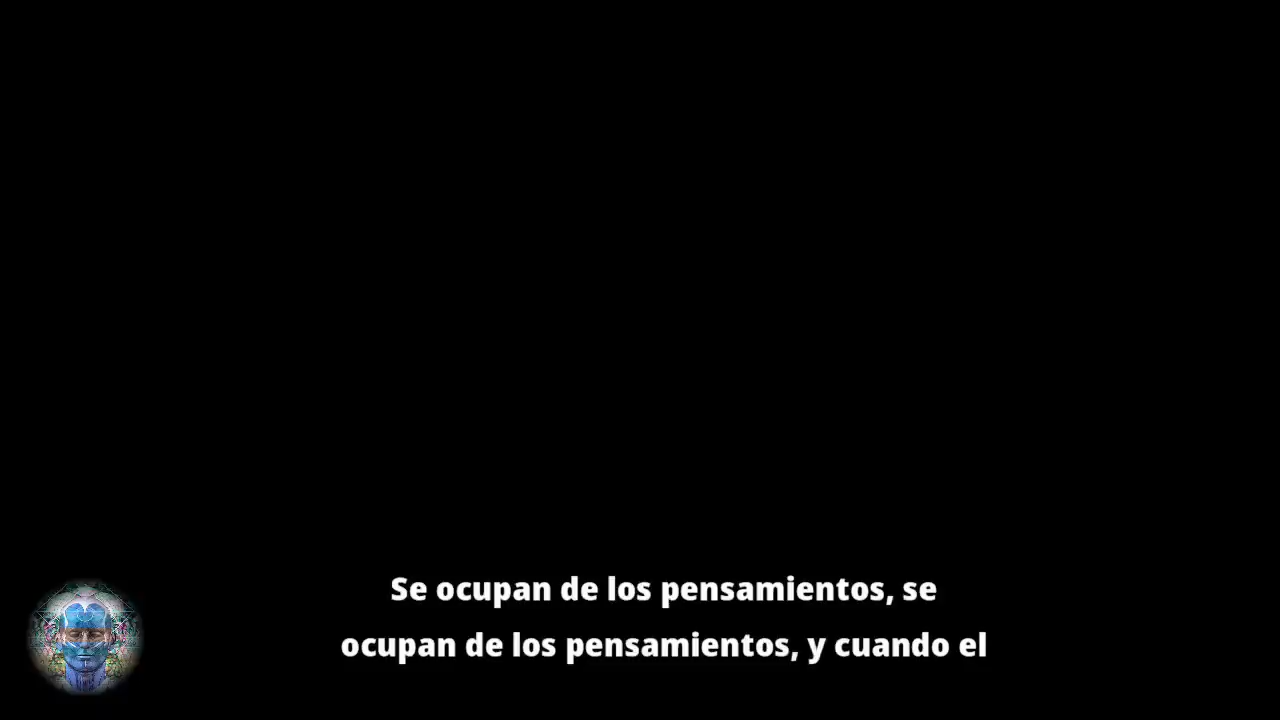 Se ocupan de los pensamientos, se
ocupan de los pensamientos, y cuando el